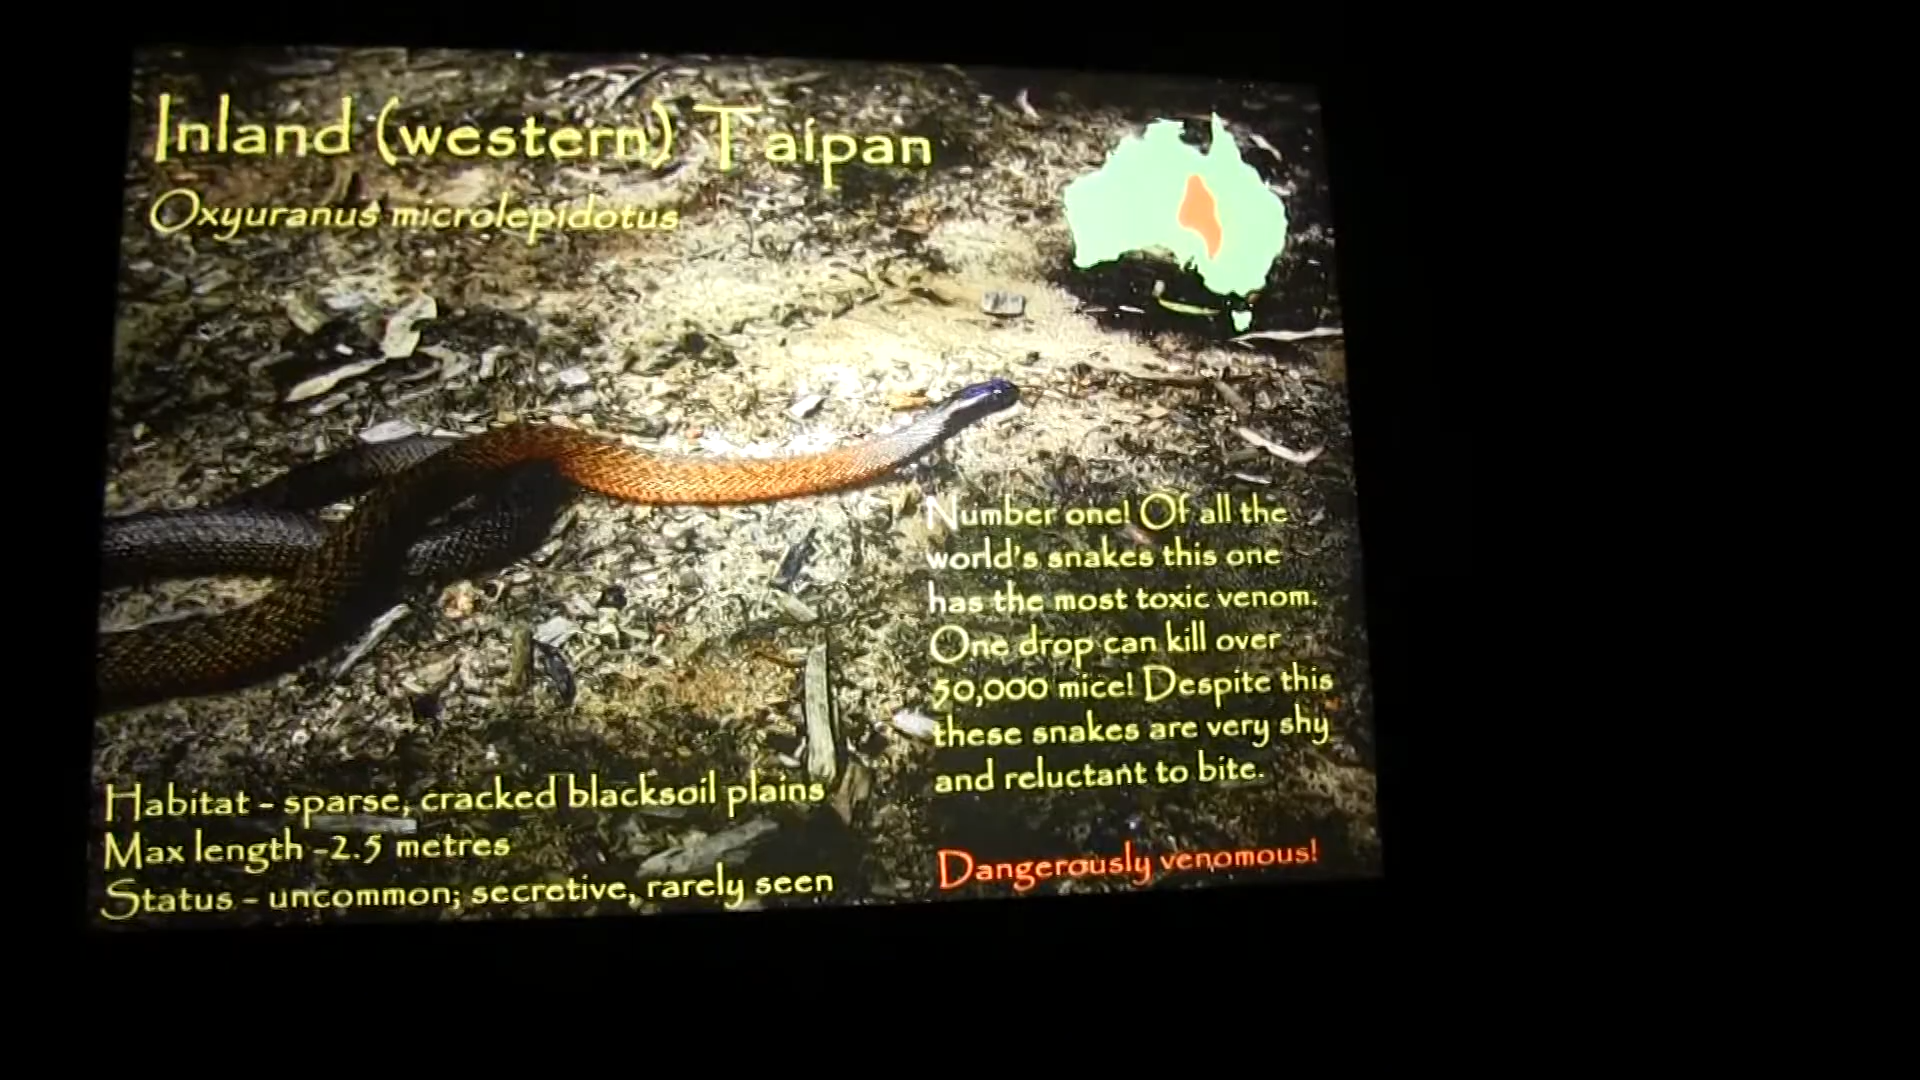 Inland (western) Taipan
Oxyuranus microlepidotus
Number one! Of all the
world's snakes this one
has the most toxic venom.
One drop can kill over
50,000 mice! Despite this
these snakes are very shy
and reluctant to bite.
Habitat - sparse, cracked blacksoil plains
Max length -2.5 metres
Status - uncommon; secretive, rarely seen
Dangerously venomous!